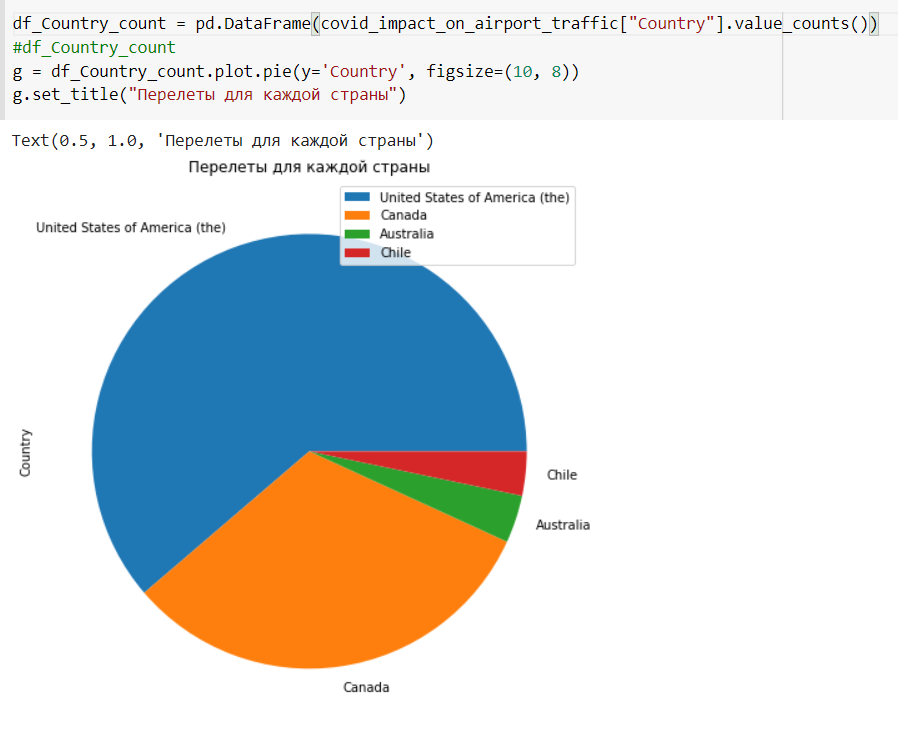 df_Country_count = pd.DataFrame(covid_impact_on_airport_traffic["Country"].value_counts())
#df_Country_count
g = df_Country_count.plot.pie(y='Country', figsize=(10, 8))
g.set_title("Перелеты для каждой страны")
Text(0.5, 1.0, 'Перелеты для каждой страны')
Перелеты для каждой страны
United States of America (the)
Canada
Australia
Chile
United States of America (the)
Country
Chile
Australia
Canada